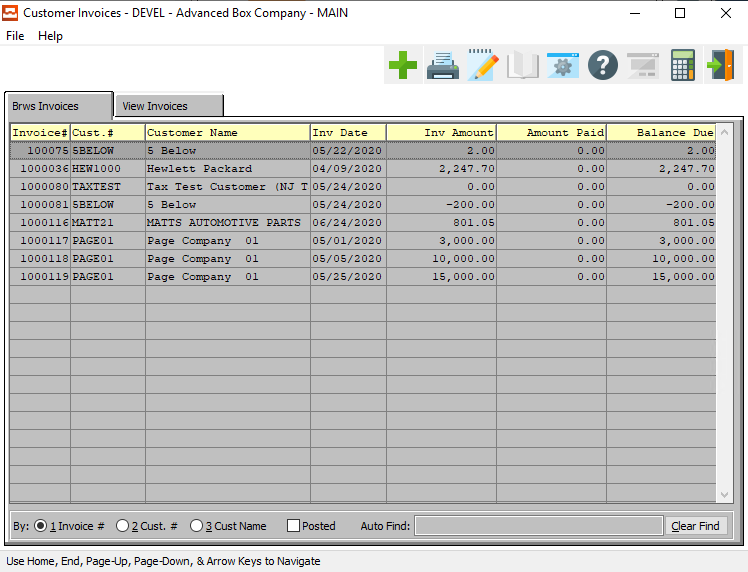 Customer Invoices - DEVEL - Advanced Box Company - MAIN
File Help
Brws Invoices View Invoices
Invoice# Cust.# Customer Name Inv Date Inv Amount Amount Paid Balance Due
100075 5BELOW 5 Below 05/22/2020 2.00 0.00 2.00
1000036 HEW1000 Hewlett Packard 04/09/2020 2,247.70 0.00 2,247.70
1000080 TAXTEST Tax Test Customer (NJ T 05/24/2020 0.00 0.00 0.00
1000081 5BELOW 5 Below 05/24/2020 -200.00 0.00 -200.00
1000116 MATT21 MATTS AUTOMOTIVE PARTS 06/24/2020 801.05 0.00 801.05
1000117 PAGE01 Page Company 01 05/01/2020 3,000.00 0.00 3,000.00
1000118 PAGE01 Page Company 01 05/05/2020 10,000.00 0.00 10,000.00
1000119 PAGE01 Page Company 01 05/25/2020 15,000.00 0.00 15,000.00
By: 1 Invoice # 2 Cust. # 3 Cust Name Posted Auto Find: Clear Find
Use Home, End, Page-Up, Page-Down, & Arrow Keys to Navigate